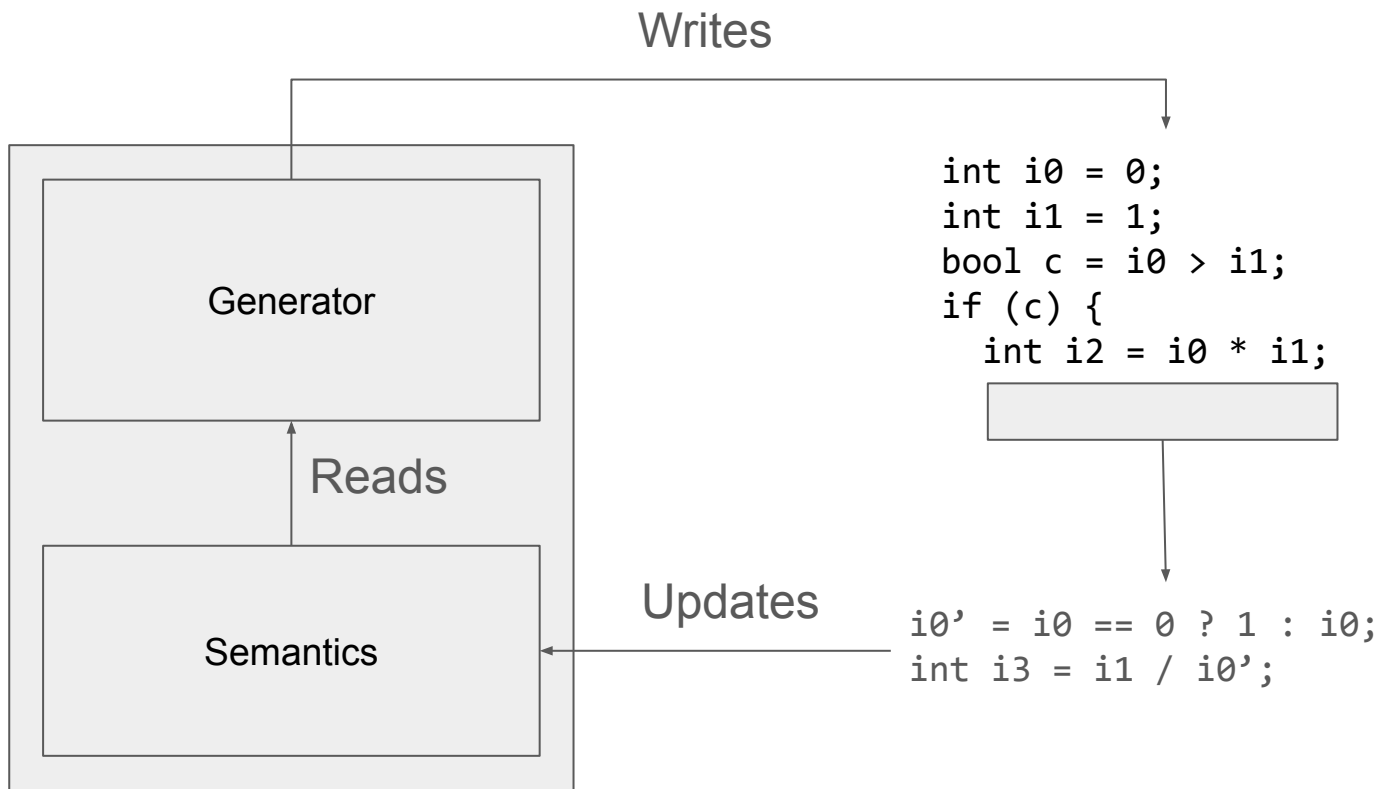 Writes
int i0 = 0;
int i1 = 1;
bool c = i0 > i1;
if (c) {
  int i2 = i0 * i1;
Generator
Reads
Semantics
Updates
i0’ = i0 == 0 ? 1 : i0;
int i3 = i1 / i0’;